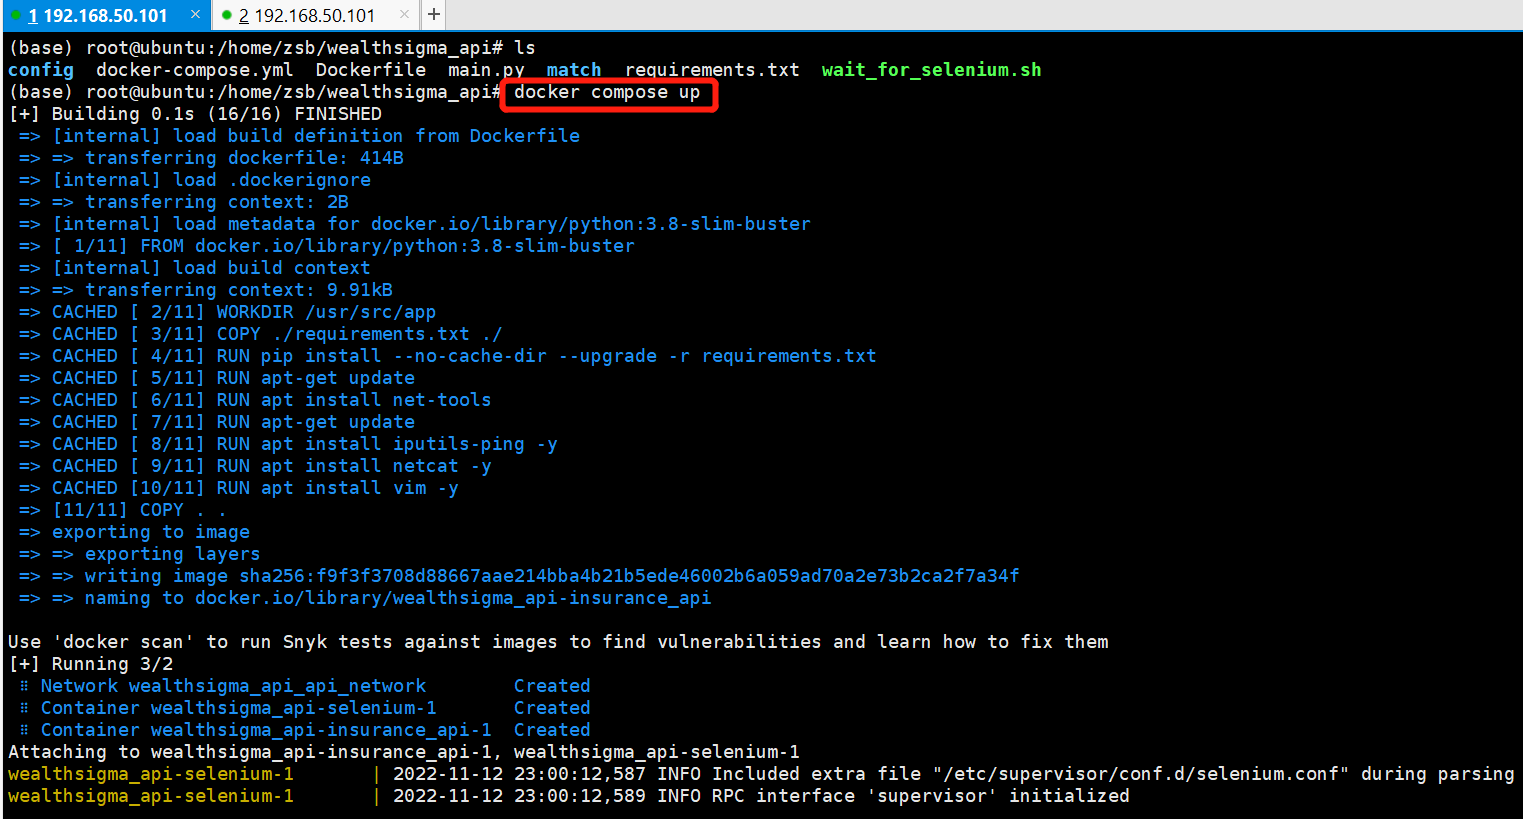 1 192.168.50.101 × 2 192.168.50.101 × +
(base) root@ubuntu:/home/zsb/wealthsigma_api# ls
config  docker-compose.yml  Dockerfile  main.py  match  requirements.txt  wait_for_selenium.sh
(base) root@ubuntu:/home/zsb/wealthsigma_api# docker compose up
[+] Building 0.1s (16/16) FINISHED
 => [internal] load build definition from Dockerfile
 => => transferring dockerfile: 414B
 => [internal] load .dockerignore
 => => transferring context: 2B
 => [internal] load metadata for docker.io/library/python:3.8-slim-buster
 => [ 1/11] FROM docker.io/library/python:3.8-slim-buster
 => [internal] load build context
 => => transferring context: 9.91kB
 => CACHED [ 2/11] WORKDIR /usr/src/app
 => CACHED [ 3/11] COPY ./requirements.txt ./
 => CACHED [ 4/11] RUN pip install --no-cache-dir --upgrade -r requirements.txt
 => CACHED [ 5/11] RUN apt-get update
 => CACHED [ 6/11] RUN apt install net-tools
 => CACHED [ 7/11] RUN apt-get update
 => CACHED [ 8/11] RUN apt install iputils-ping -y
 => CACHED [ 9/11] RUN apt install netcat -y
 => CACHED [10/11] RUN apt install vim -y
 => [11/11] COPY . .
 => exporting to image
 => => exporting layers
 => => writing image sha256:f9f3f3708d88667aae214bba4b21b5ede46002b6a059ad70a2e73b2ca2f7a34f
 => => naming to docker.io/library/wealthsigma_api-insurance_api
Use 'docker scan' to run Snyk tests against images to find vulnerabilities and learn how to fix them
[+] Running 3/2
 ⠿ Network wealthsigma_api_api_network        Created
 ⠿ Container wealthsigma_api-selenium-1       Created
 ⠿ Container wealthsigma_api-insurance_api-1  Created
Attaching to wealthsigma_api-insurance_api-1, wealthsigma_api-selenium-1
wealthsigma_api-selenium-1       | 2022-11-12 23:00:12,587 INFO Included extra file "/etc/supervisor/conf.d/selenium.conf" during parsing
wealthsigma_api-selenium-1       | 2022-11-12 23:00:12,589 INFO RPC interface 'supervisor' initialized